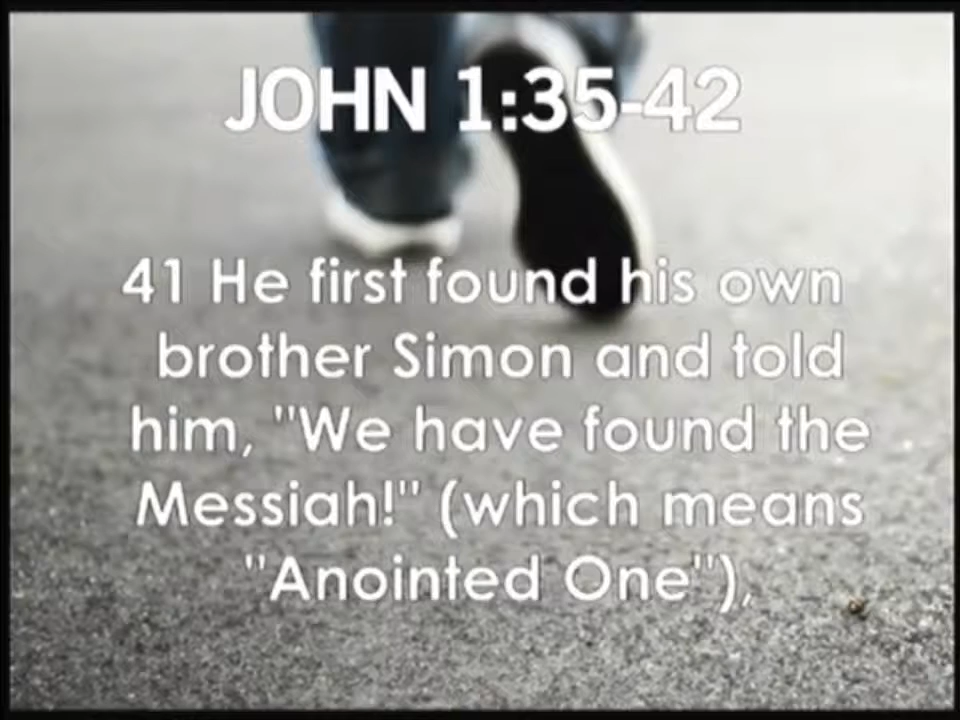 JOHN 1:35-42
41 He first found his own
brother Simon and told
him, "We have found the
Messiah!" (which means
"Anointed One"),